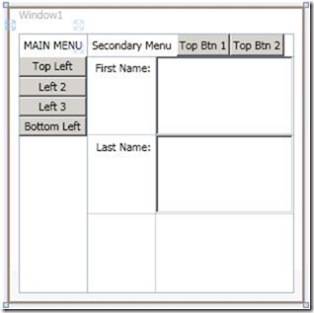 Window1
MAIN MENU Secondary Menu Top Btn 1 Top Btn 2
Top Left First Name:
Left 2
Left 3
Bottom Left
Last Name: